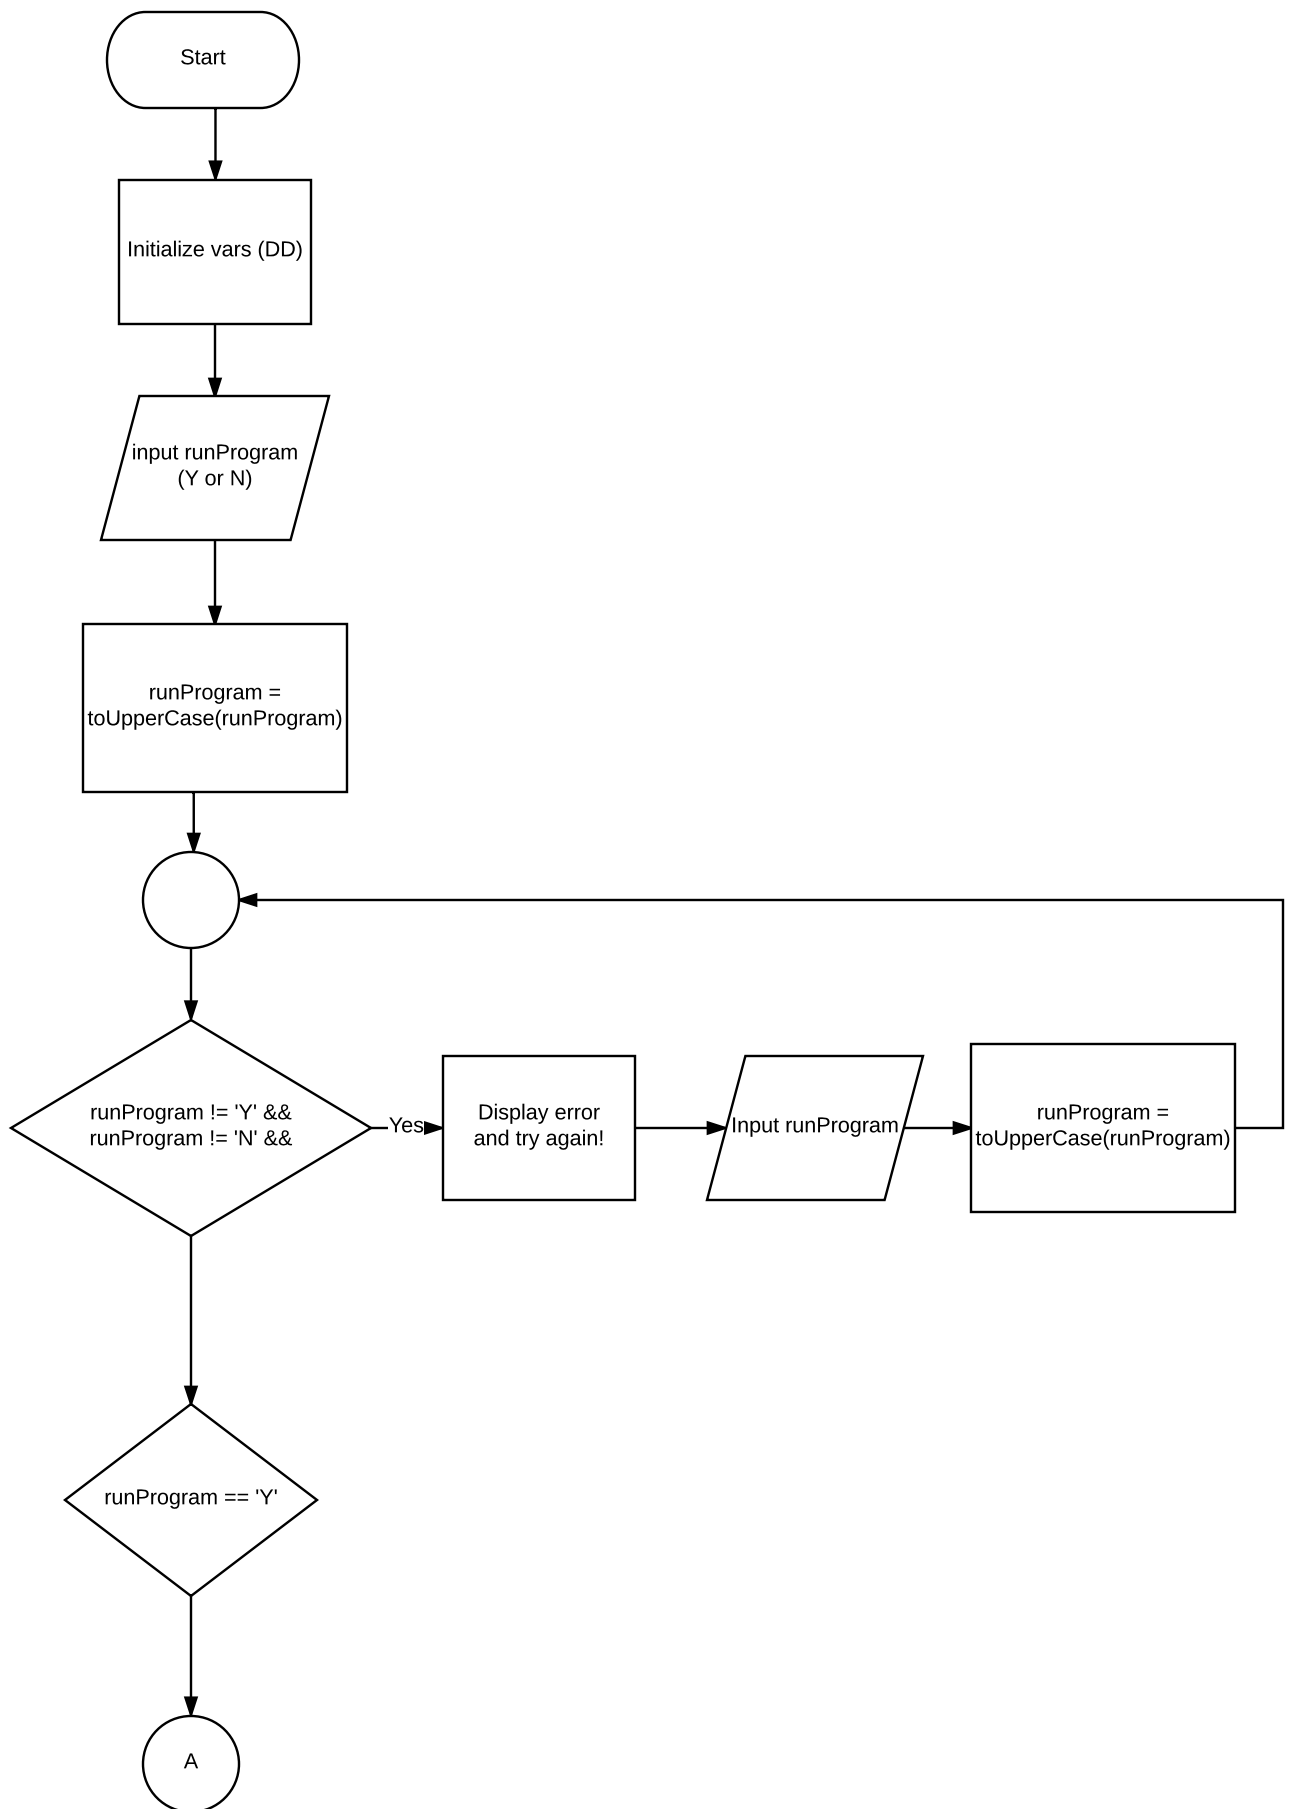 Start
Initialize vars (DD)
input runProgram
(Y or N)
runProgram =
toUpperCase(runProgram)
runProgram != 'Y' &&
runProgram != 'N' &&
Yes
Display error
and try again!
Input runProgram
runProgram =
toUpperCase(runProgram)
runProgram == 'Y'
A